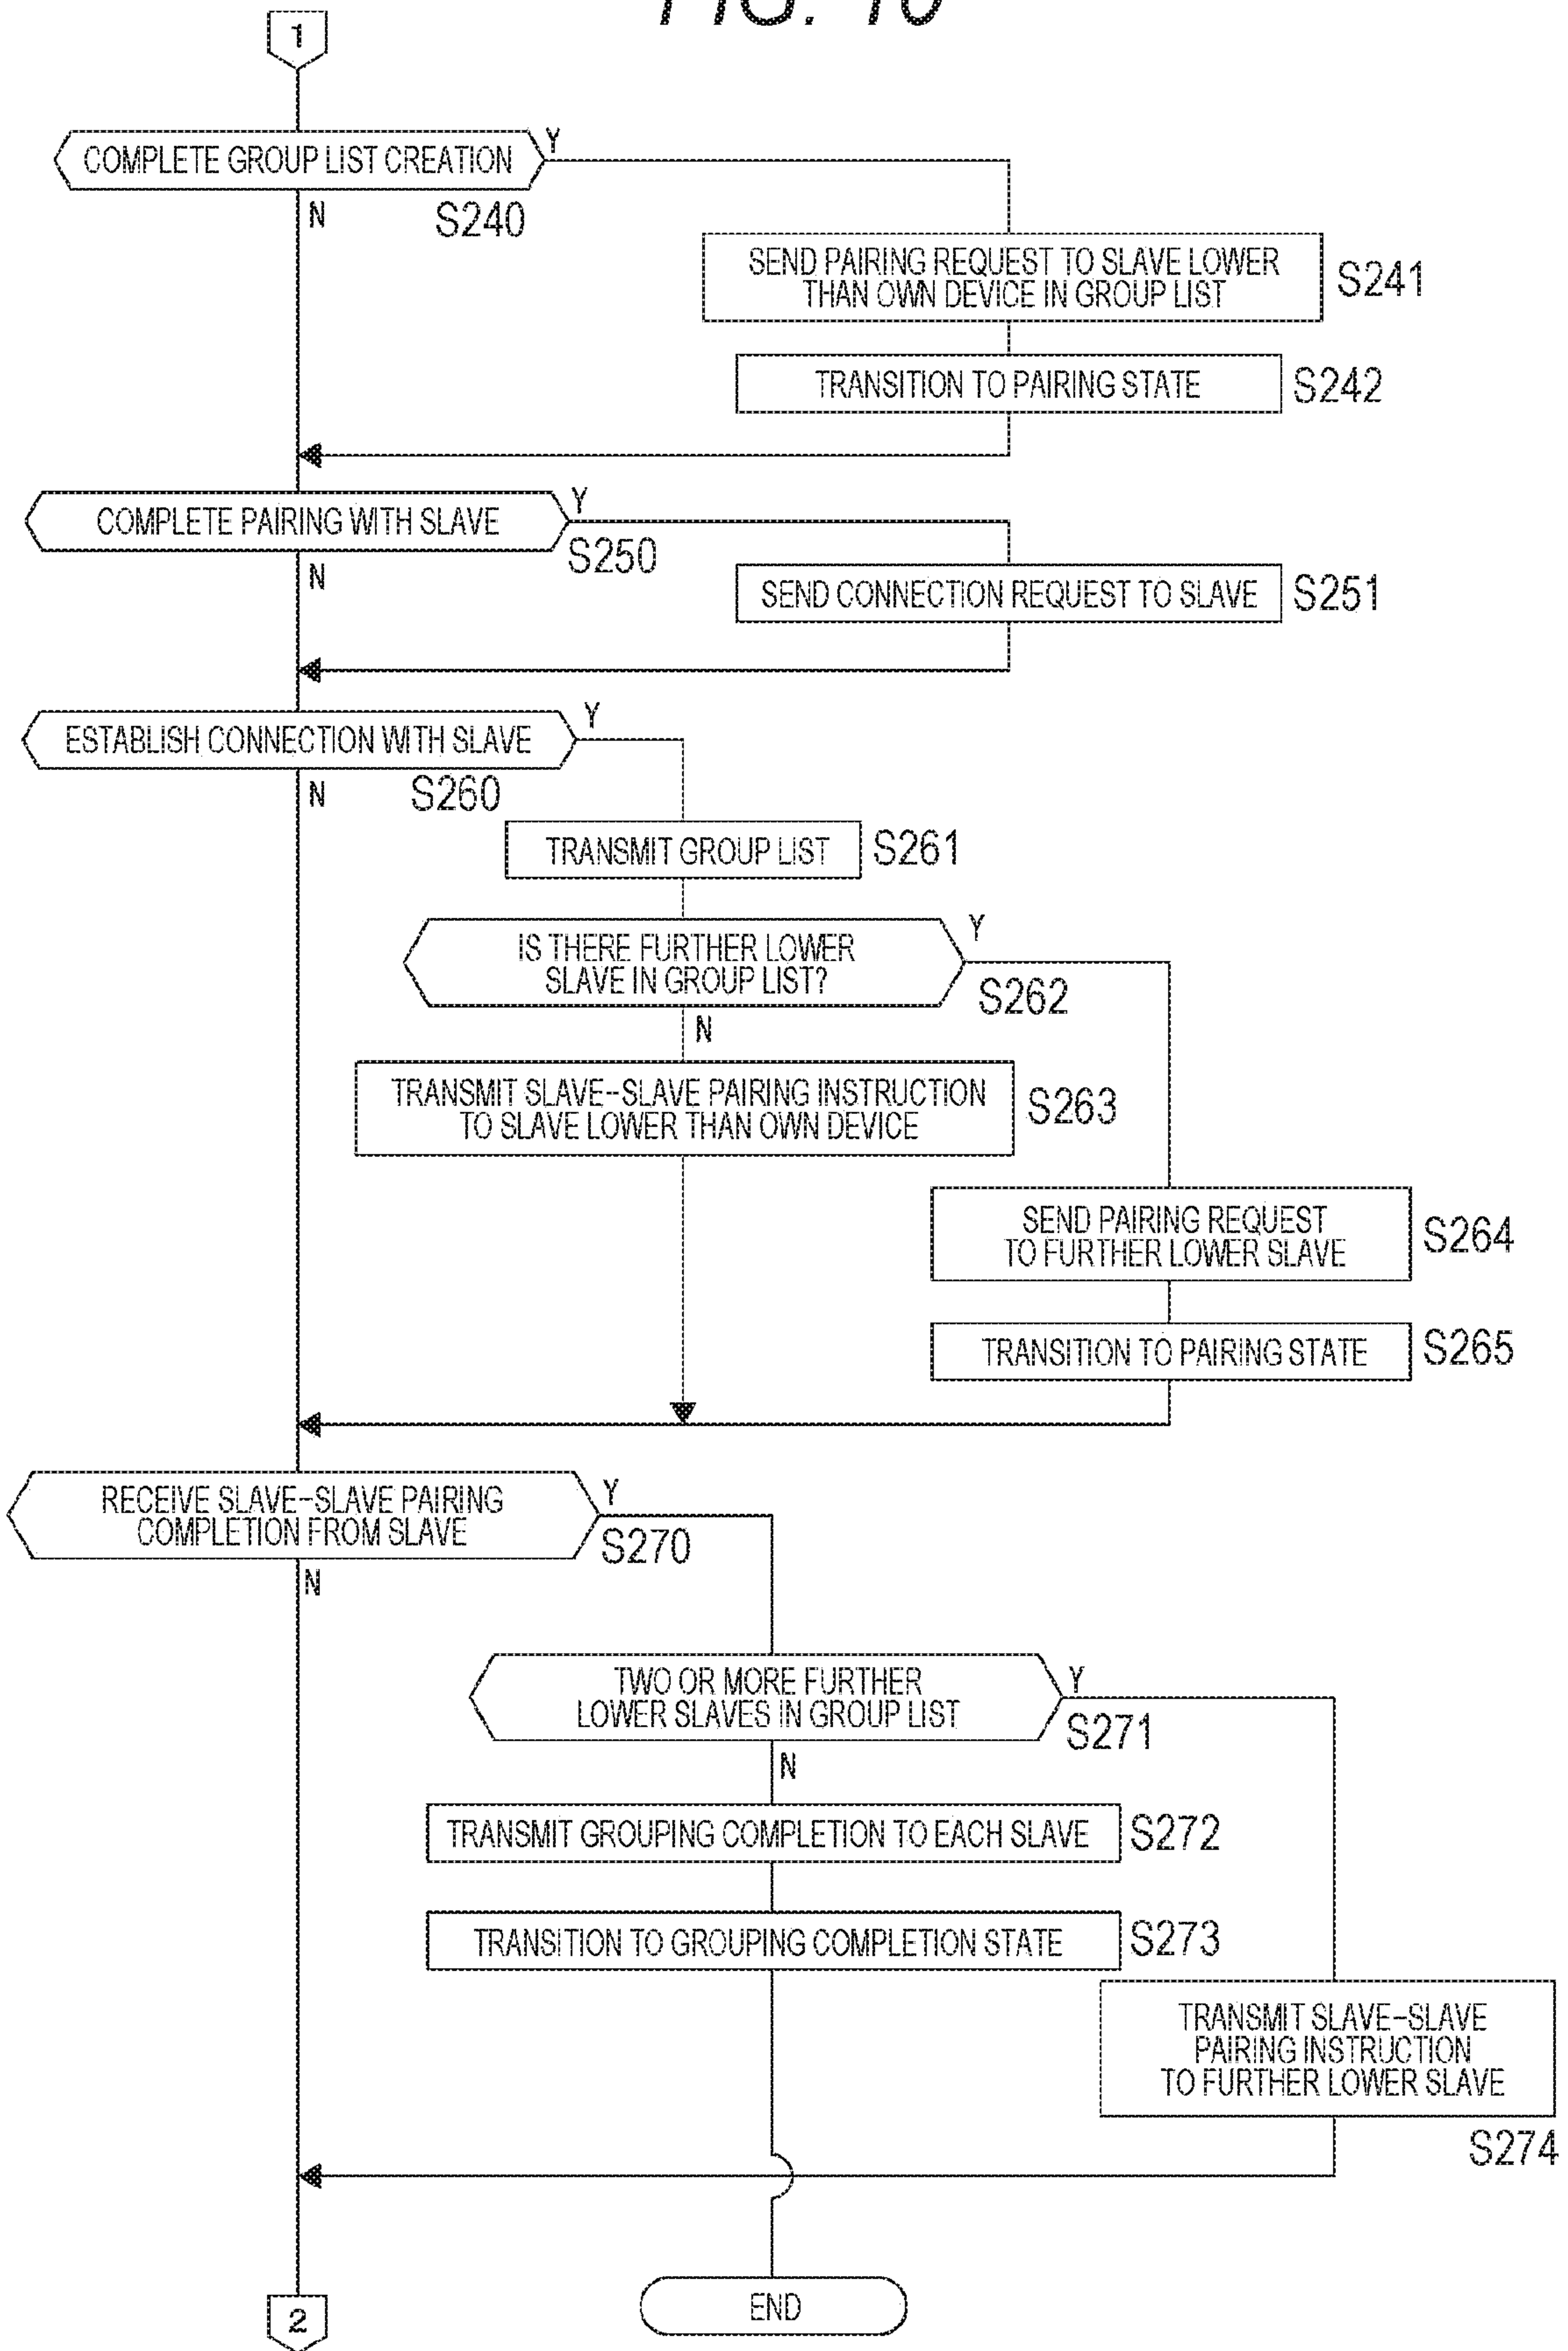 FIG. 10
1
COMPLETE GROUP LIST CREATION
Y
N
S240
SEND PAIRING REQUEST TO SLAVE LOWER
THAN OWN DEVICE IN GROUP LIST
S241
TRANSITION TO PAIRING STATE
S242
COMPLETE PAIRING WITH SLAVE
Y
S250
N
SEND CONNECTION REQUEST TO SLAVE
S251
ESTABLISH CONNECTION WITH SLAVE
Y
N
S260
TRANSMIT GROUP LIST
S261
IS THERE FURTHER LOWER
SLAVE IN GROUP LIST?
Y
S262
N
TRANSMIT SLAVE--SLAVE PAIRING INSTRUCTION
TO SLAVE LOWER THAN OWN DEVICE
S263
SEND PAIRING REQUEST
TO FURTHER LOWER SLAVE
S264
TRANSITION TO PAIRING STATE
S265
RECEIVE SLAVE-SLAVE PAIRING
COMPLETION FROM SLAVE
Y
S270
N
TWO OR MORE FURTHER
LOWER SLAVES IN GROUP LIST
Y
S271
N
TRANSMIT GROUPING COMPLETION TO EACH SLAVE
S272
TRANSITION TO GROUPING COMPLETION STATE
S273
TRANSMIT SLAVE-SLAVE
PAIRING INSTRUCTION
TO FURTHER LOWER SLAVE
S274
END
2